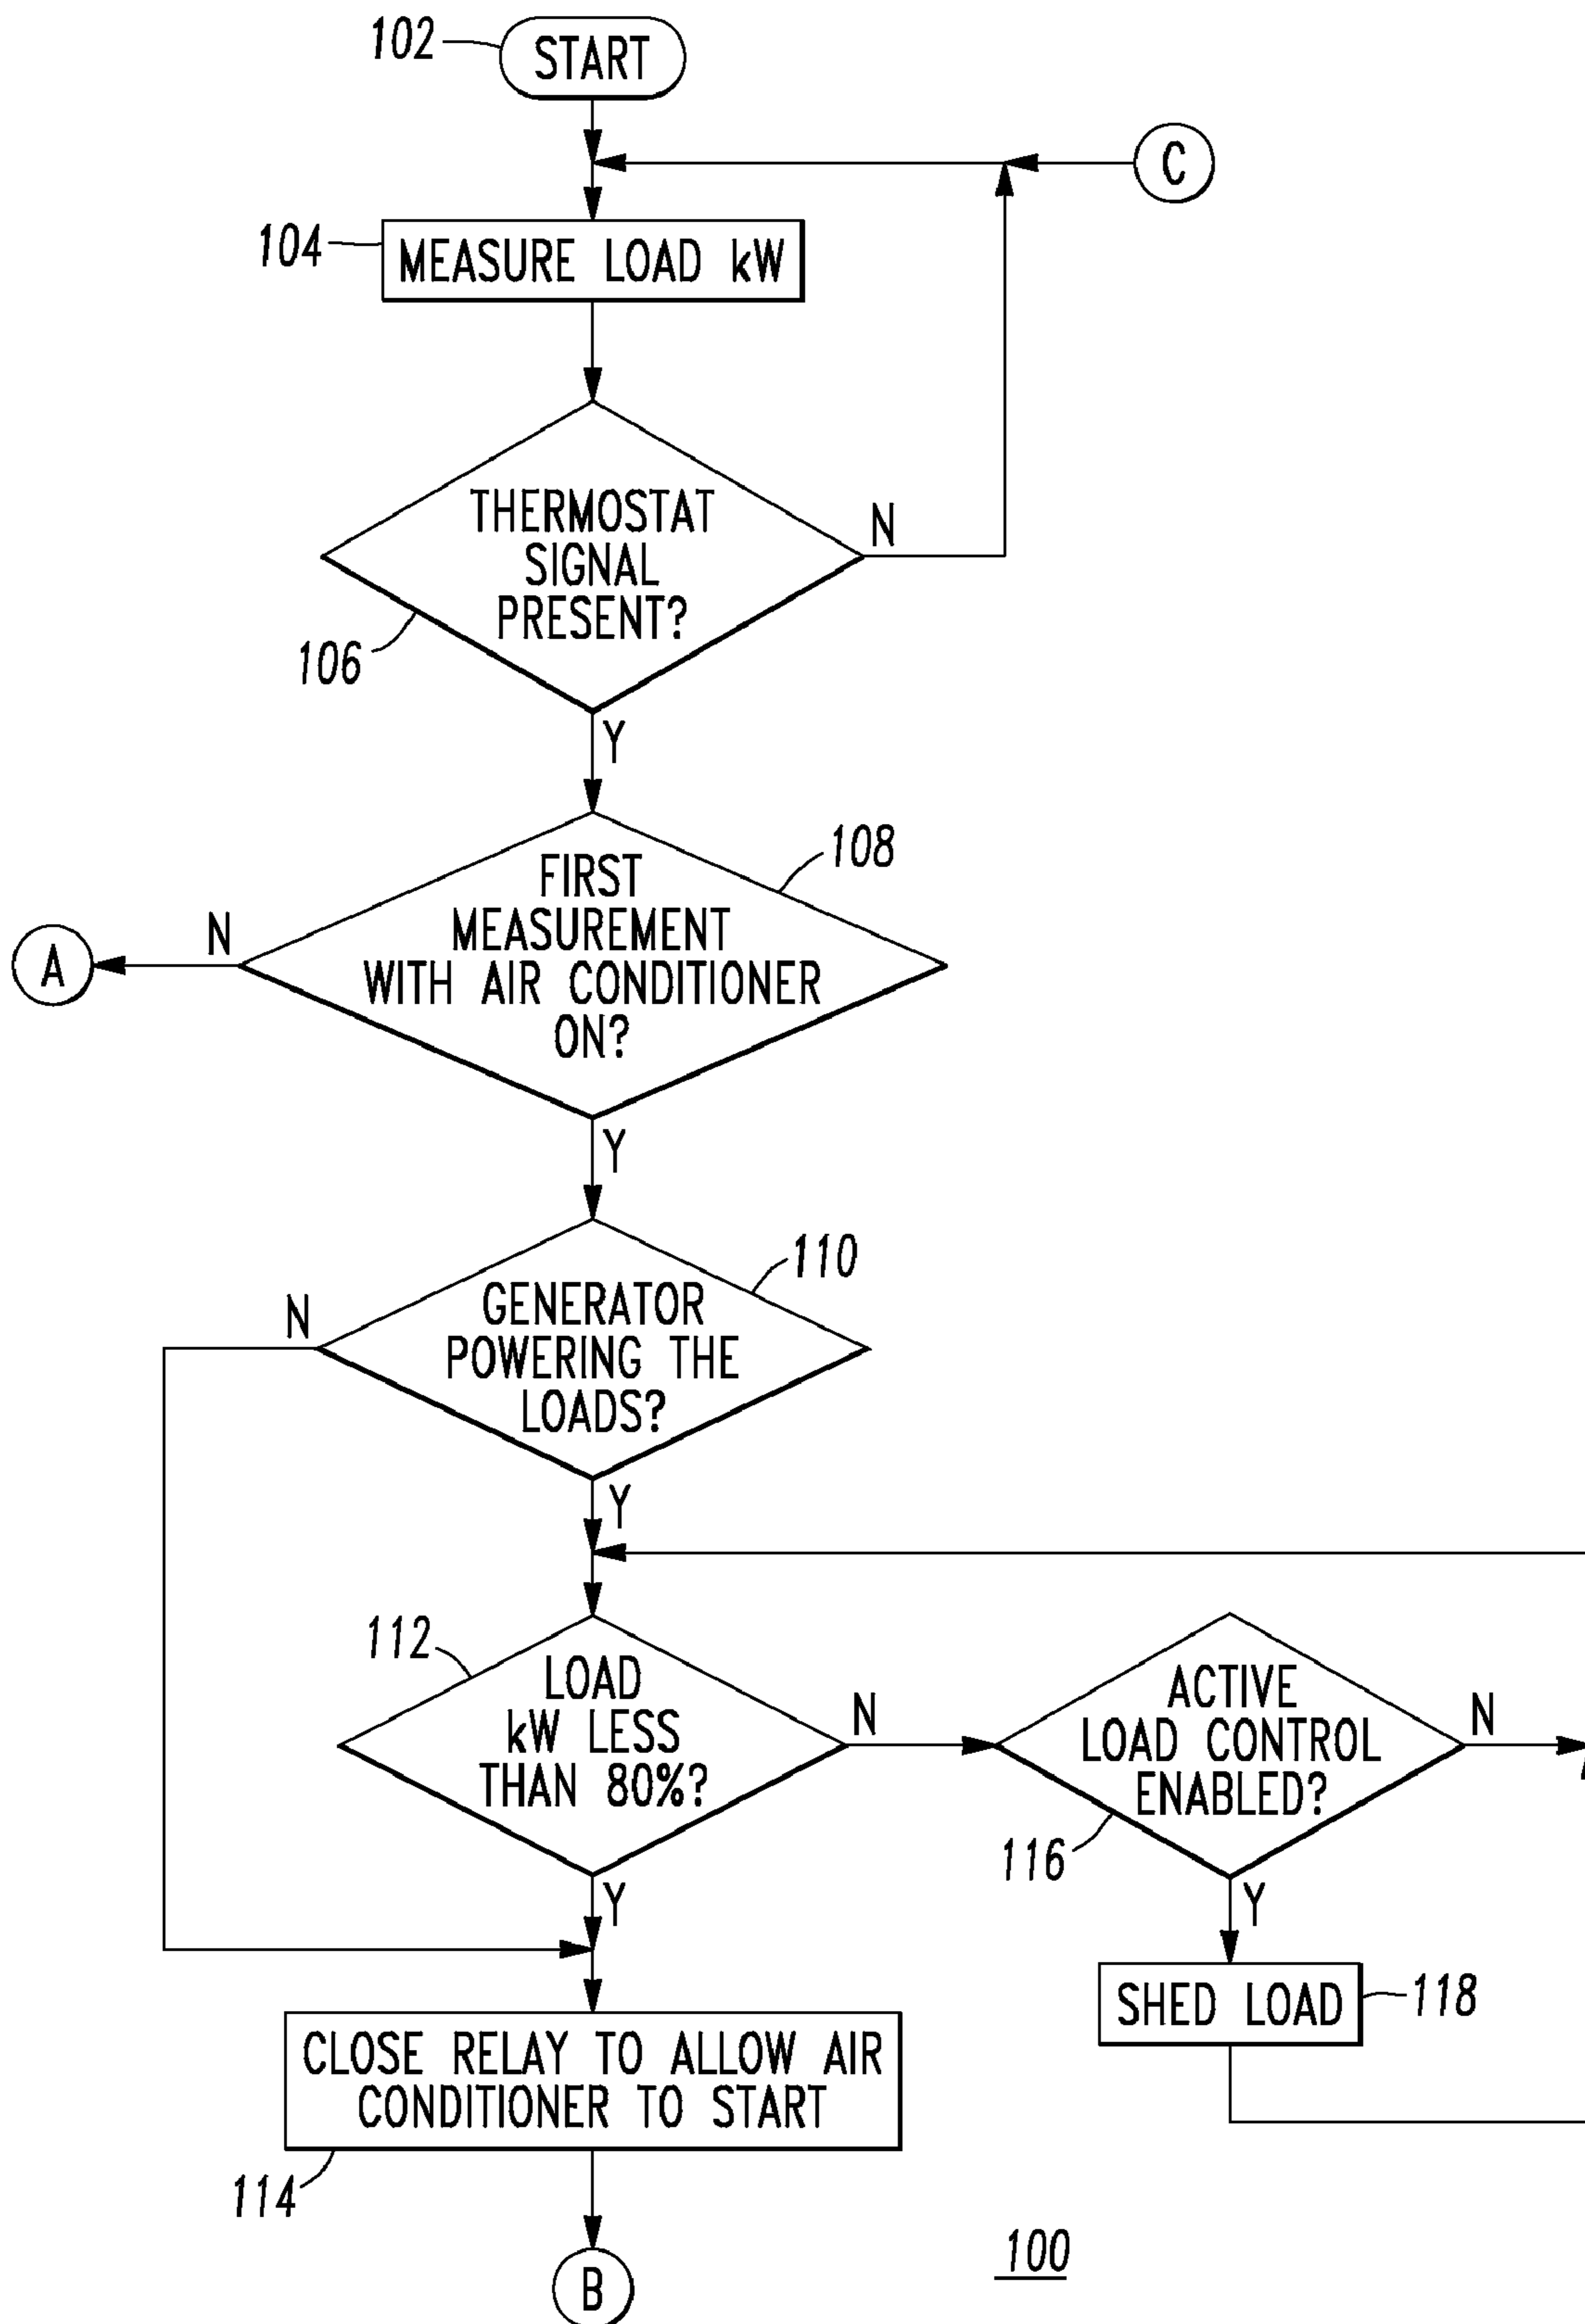 102
START
C
104
MEASURE LOAD kW
THERMOSTAT
SIGNAL
PRESENT?
N
106
Y
108
FIRST
MEASUREMENT
WITH AIR CONDITIONER
ON?
N
A
Y
110
GENERATOR
POWERING THE
LOADS?
N
Y
112
LOAD
kW LESS
THAN 80%?
N
ACTIVE
LOAD CONTROL
ENABLED?
N
116
Y
Y
SHED LOAD
118
CLOSE RELAY TO ALLOW AIR
CONDITIONER TO START
114
100
B